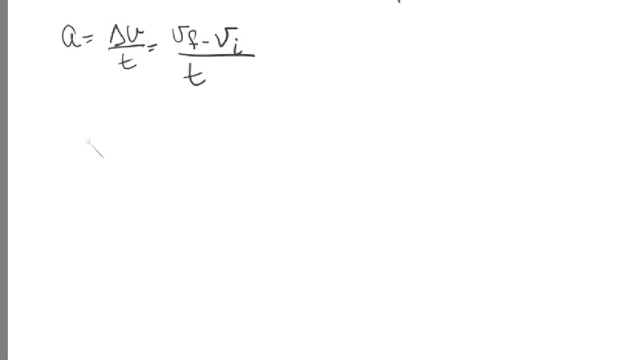 a = Δv/t = vf - vi/t